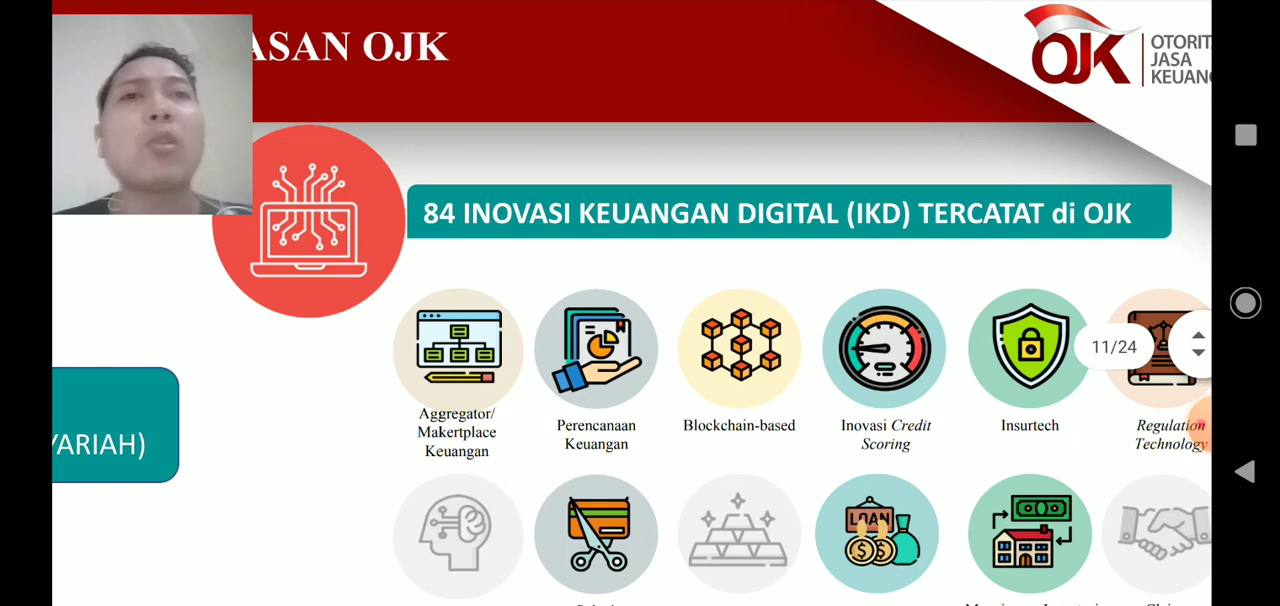 ASAN OJK
OJK
OTORIT
JASA
KEUAN
84 INOVASI KEUANGAN DIGITAL (IKD) TERCATAT di OJK
YARIAH)
11/24
Aggregator/
Makertplace
Keuangan
Perencanaan
Keuangan
Blockchain-based
Inovasi Credit
Scoring
Insurtech
Regulation
Technology
LOAN